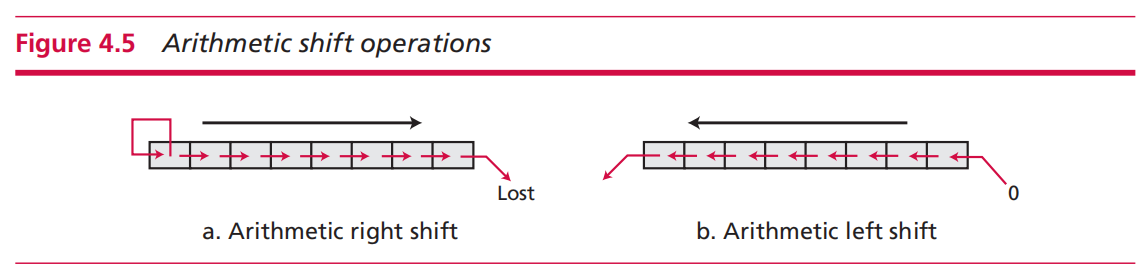 Figure 4.5 Arithmetic shift operations
Lost
0
a. Arithmetic right shift
b. Arithmetic left shift